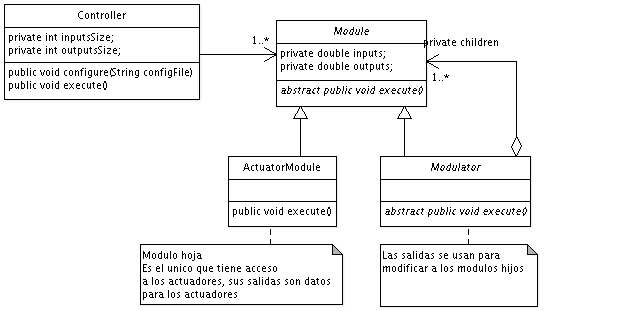 Controller
private int inputsSize;
private int outputsSize;
public void configure(String configFile)
public void execute()
1..*
Module
private double inputs;
private double outputs;
abstract public void execute()
private children
1..*
ActuatorModule
public void execute()
Modulator
abstract public void execute()
Modulo hoja
Es el unico que tiene acceso
a los actuadores, sus salidas son datos
para los actuadores
Las salidas se usan para
modificar a los modulos hijos